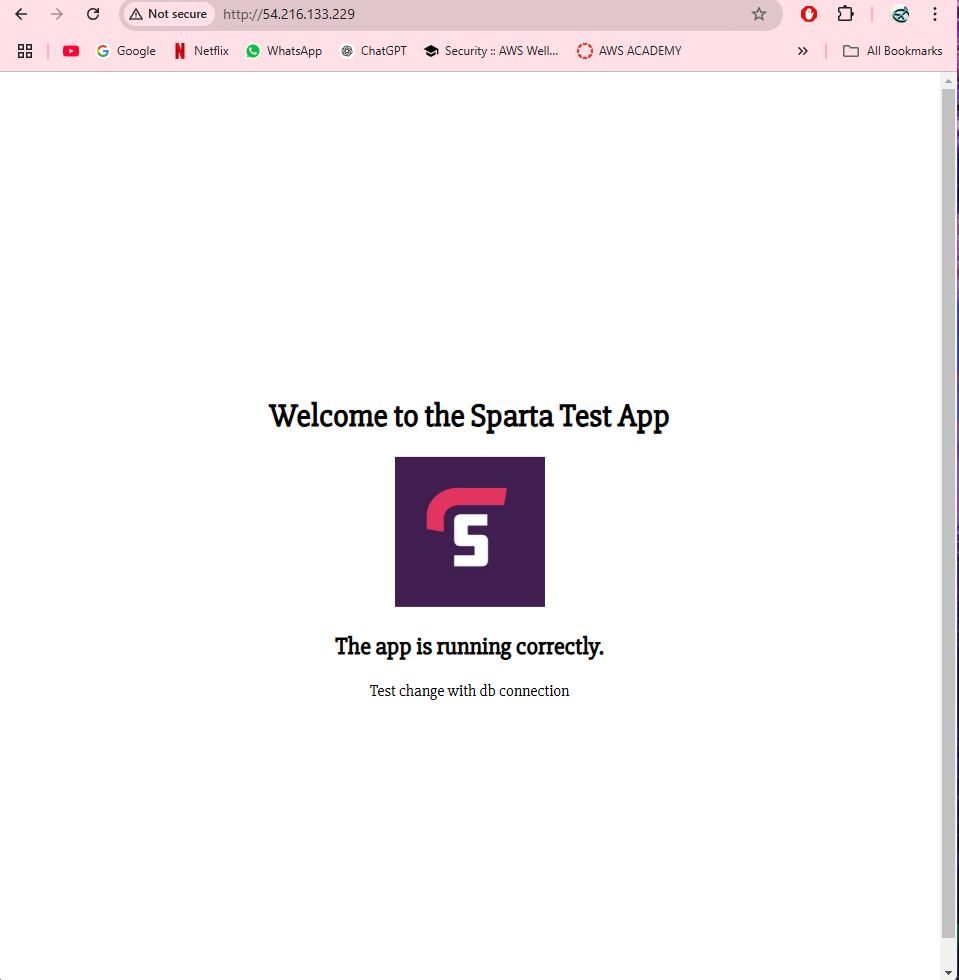 Not secure http://54.216.133.229
Google Netflix WhatsApp ChatGPT Security :: AWS Well... AWS ACADEMY » All Bookmarks
Welcome to the Sparta Test App
S
The app is running correctly.
Test change with db connection